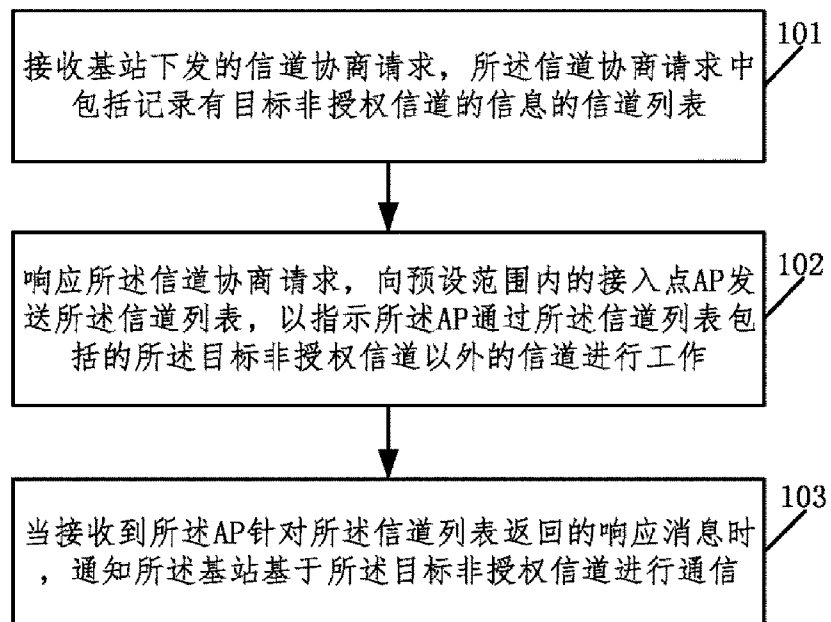 接收基站下发的信道协商请求，所述信道协商请求中
包括记录有目标非授权信道的信息的信道列表
101
响应所述信道协商请求，向预设范围内的接入点AP发
送所述信道列表，以指示所述AP通过所述信道列表包
括的所述目标非授权信道以外的信道进行工作
102
当接收到所述AP针对所述信道列表返回的响应消息时
，通知所述基站基于所述目标非授权信道进行通信
103